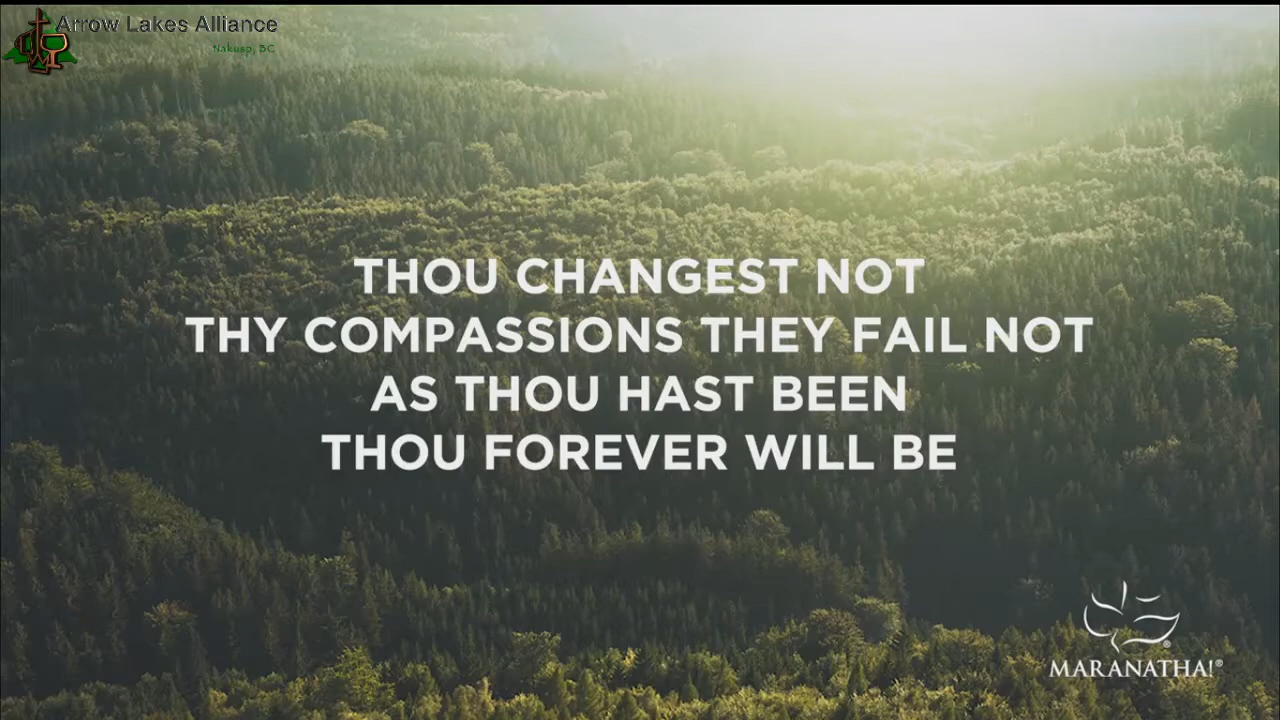 Arrow Lakes Alliance
Nakusp, BC
THOU CHANGEST NOT
THY COMPASSIONS THEY FAIL NOT
AS THOU HAST BEEN
THOU FOREVER WILL BE
MARANATHA!®